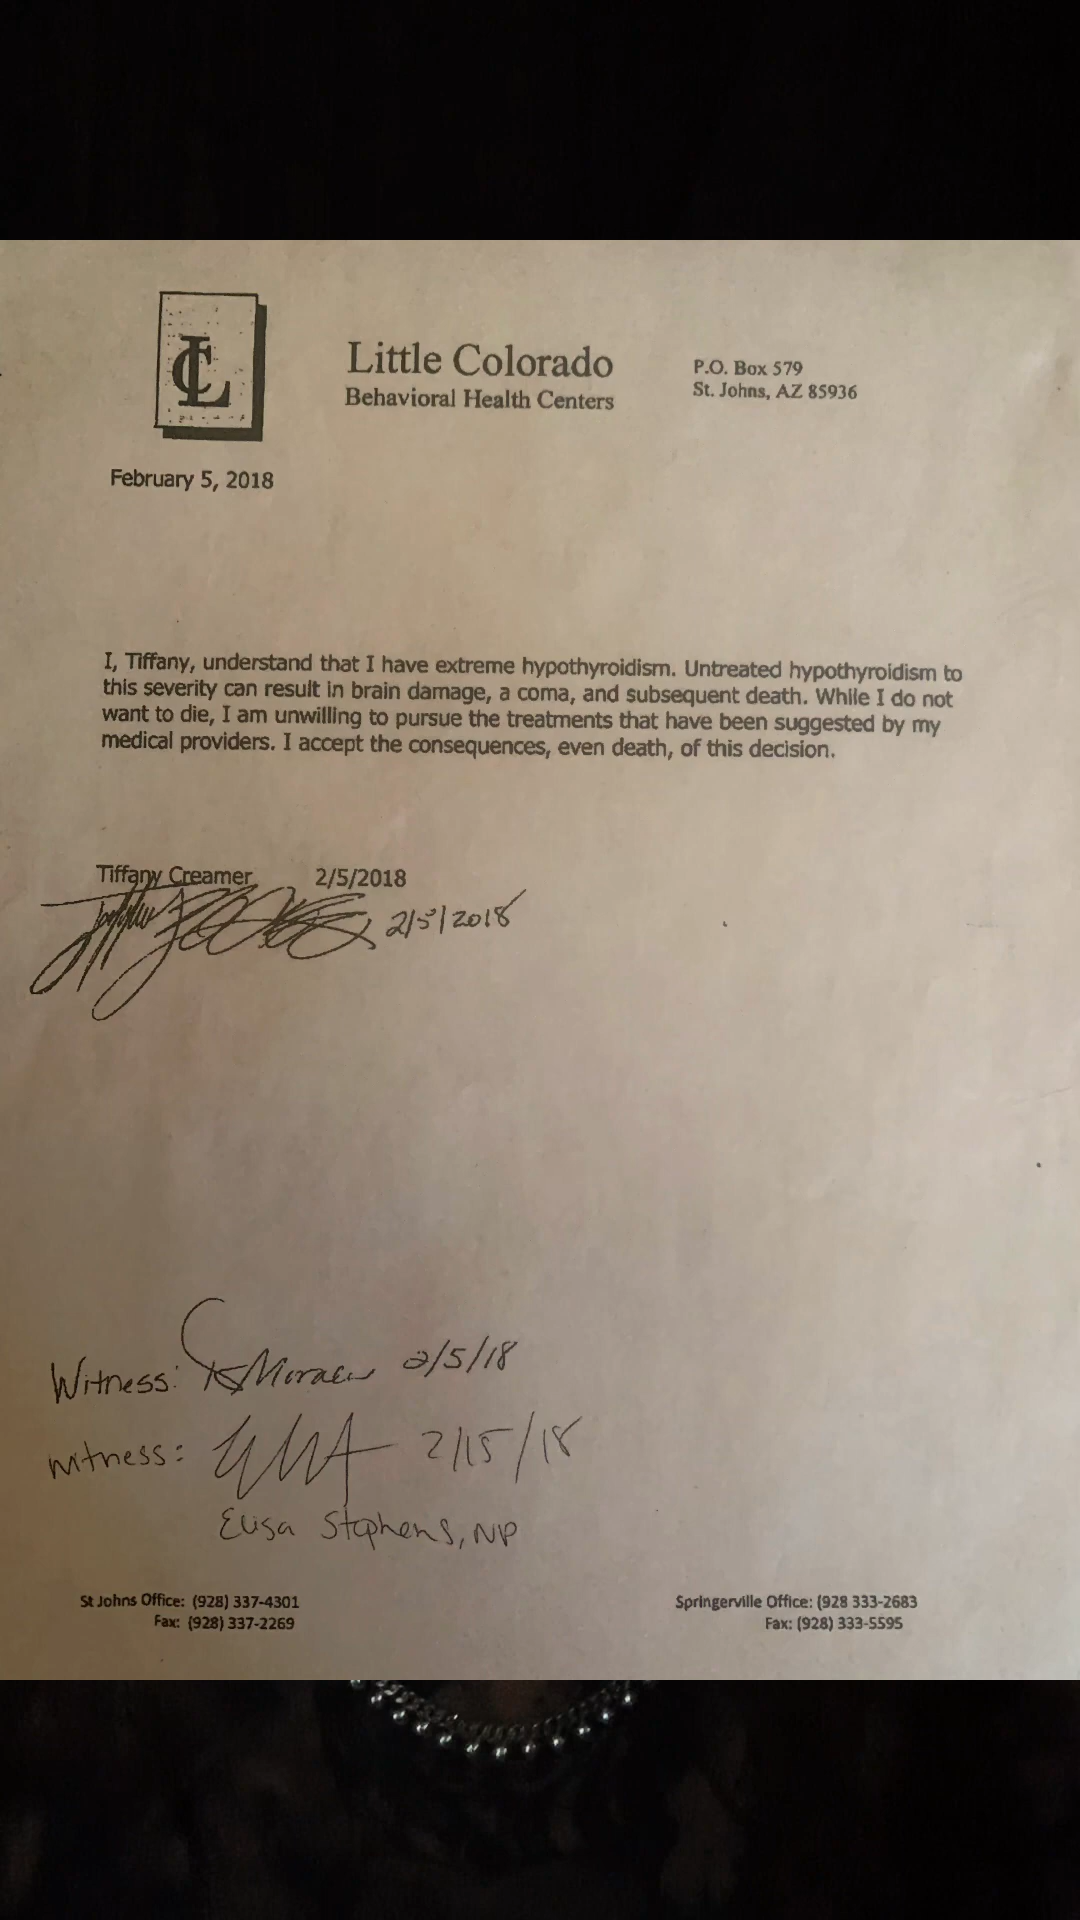 LC
Little Colorado
Behavioral Health Centers
P.O. Box 579
St. Johns, AZ 85936
February 5, 2018
I, Tiffany, understand that I have extreme hypothyroidism. Untreated hypothyroidism to
this severity can result in brain damage, a coma, and subsequent death. While I do not
want to die, I am unwilling to pursue the treatments that have been suggested by my
medical providers. I accept the consequences, even death, of this decision.
Tiffany Creamer 2/5/2018
2/5/2018
Witness: 2/5/18
witness: 2/15/18
Elisa Stephens, NP
St Johns Office: (928) 337-4301
Fax: (928) 337-2269
Springerville Office: (928 333-2683
Fax: (928) 333-5595